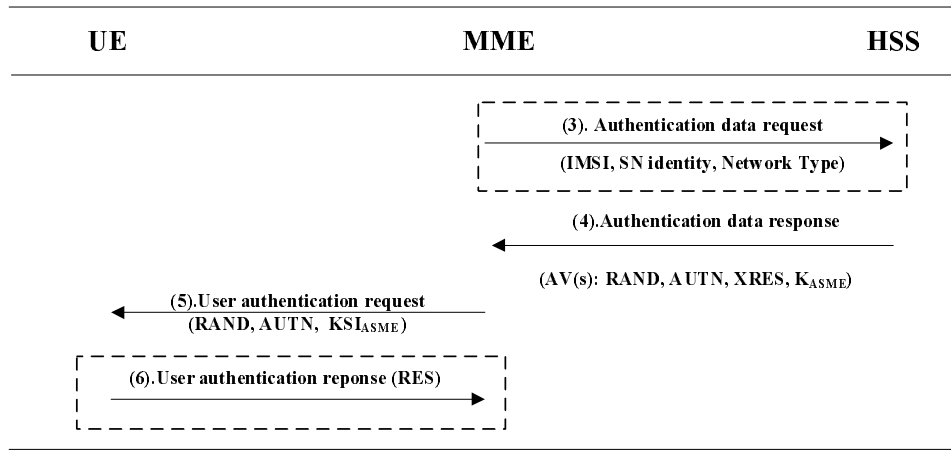 UE MME HSS
(3). Authentication data request
(IMSI, SN identity, Network Type)
(4).Authentication data response
(AV(s): RAND, AUTN, XRES, KASME)
(5).User authentication request
(RAND, AUTN, KSIASME)
(6).User authentication reponse (RES)